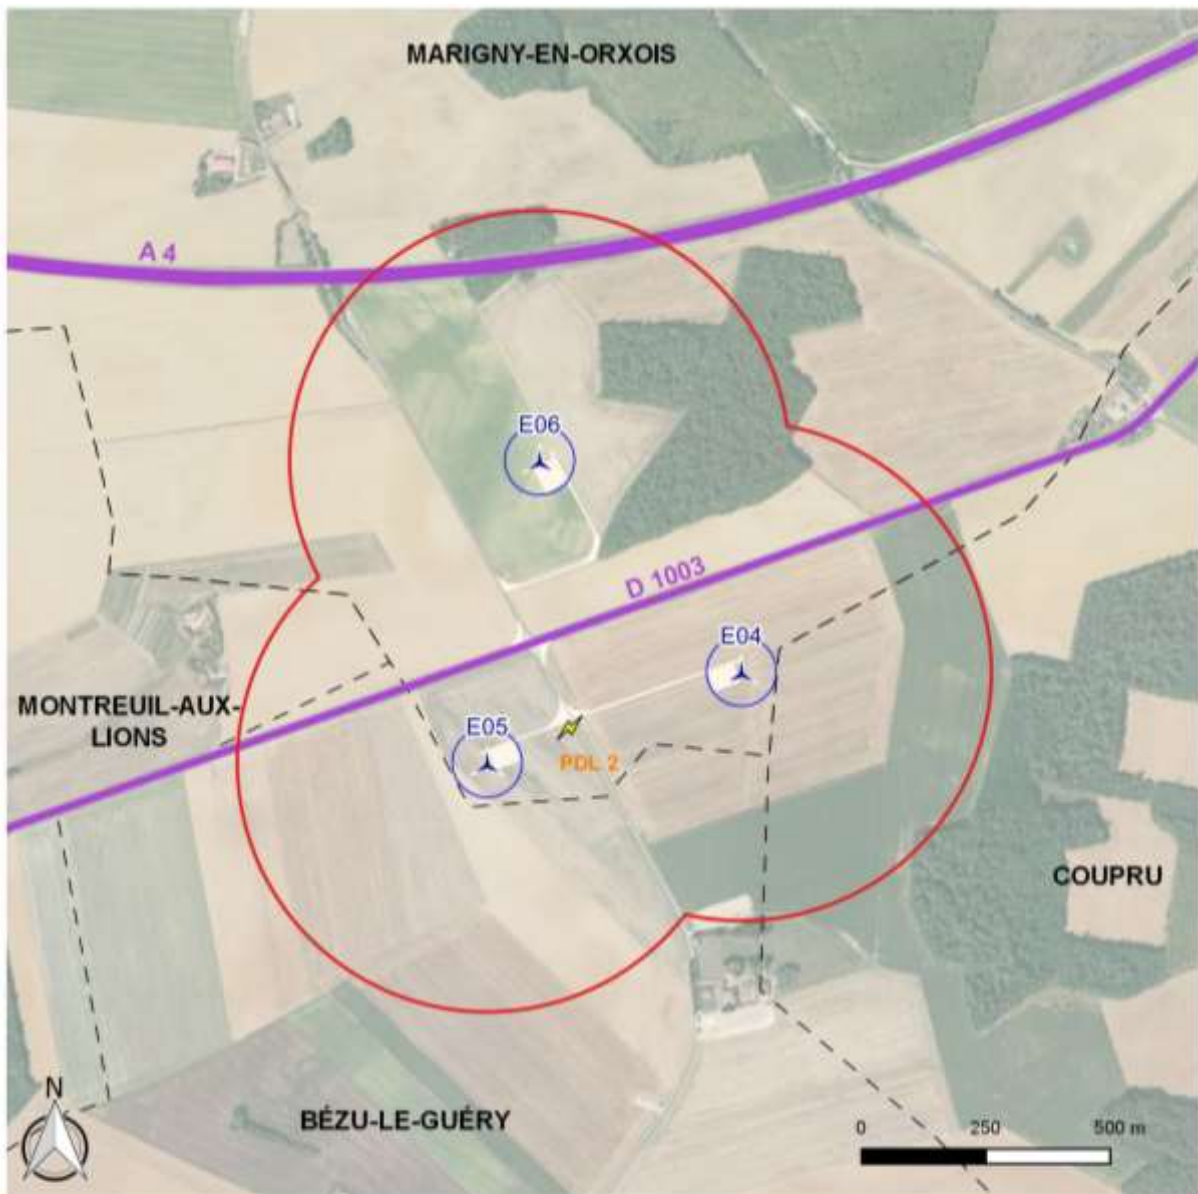 MARIGNY-EN-ORXOIS
A 4
E06
D 1003
E04
MONTREUIL-AUX-
LIONS
E05
PDL 2
COUPRU
BÉZU-LE-GUÉRY
N
0 250 500 m